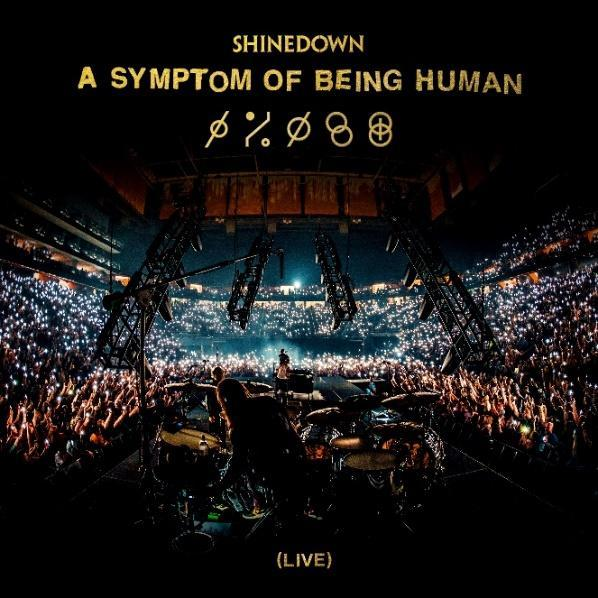 SHINEDOWN
A SYMPTOM OF BEING HUMAN
(LIVE)